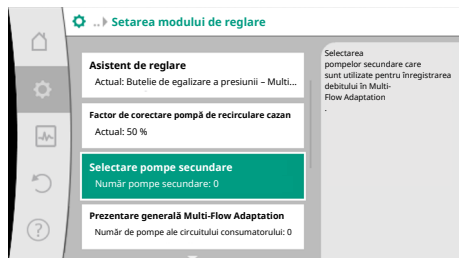 ..› Setarea modului de reglare
Asistent de reglare
Actual: Butelie de egalizare a presiunii – Multi...
Factor de corectare pompă de recirculare cazan
Actual: 50 %
Selectare pompe secundare
Număr pompe secundare: 0
Prezentare generală Multi-Flow Adaptation
Număr de pompe ale circuitului consumatorului: 0
Selectarea
pompelor secundare care
sunt utilizate pentru înregistrarea
debitului în Multi-
Flow Adaptation
.